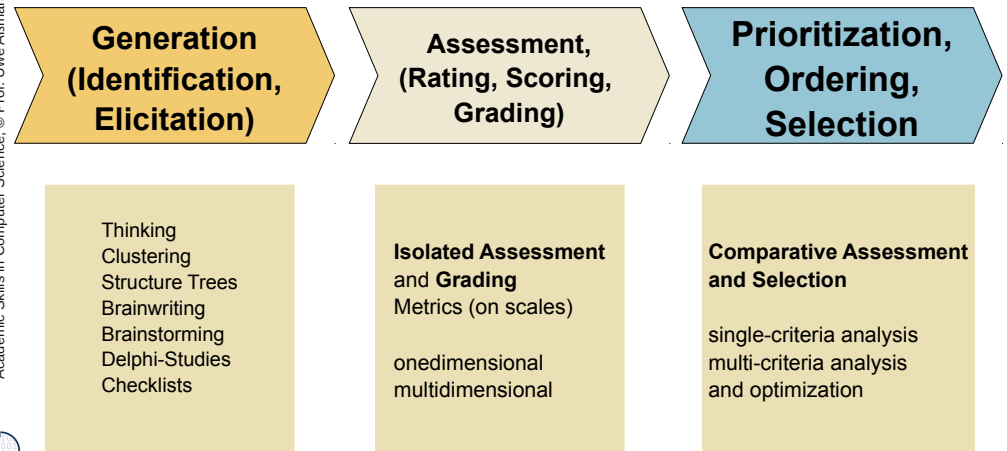 Generation
(Identification,
Elicitation)
Assessment,
(Rating, Scoring,
Grading)
Prioritization,
Ordering,
Selection
Thinking
Clustering
Structure Trees
Brainwriting
Brainstorming
Delphi-Studies
Checklists
Isolated Assessment
and Grading
Metrics (on scales)
onedimensional
multidimensional
Comparative Assessment
and Selection
single-criteria analysis
multi-criteria analysis
and optimization
Academic Skills in Computer Science, © Prof. Uwe